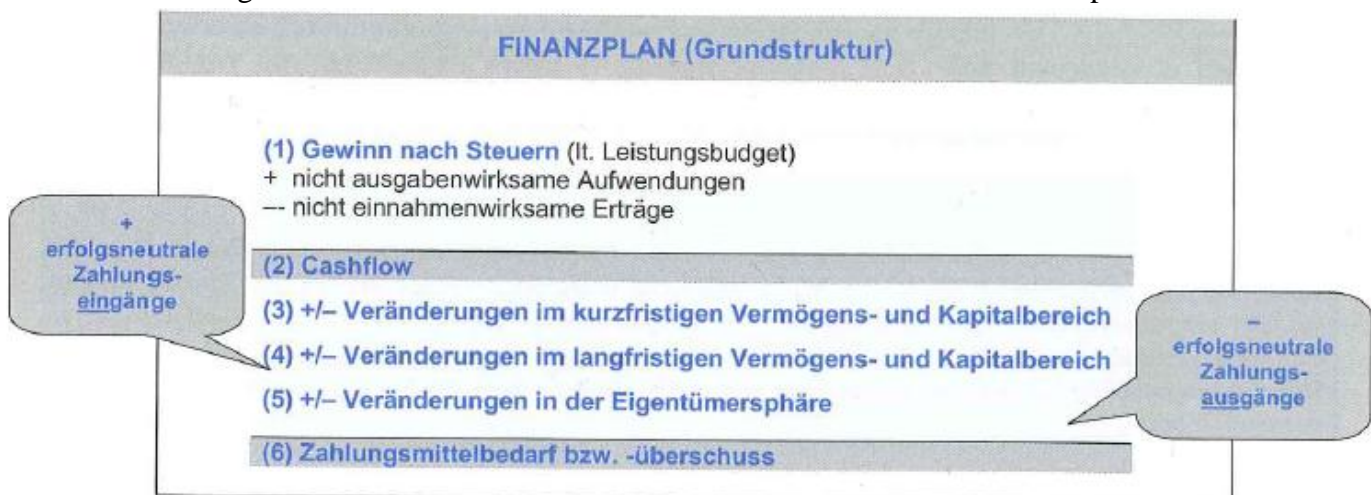 FINANZPLAN (Grundstruktur)
(1) Gewinn nach Steuern (lt. Leistungsbudget)
+ nicht ausgabenwirksame Aufwendungen
–- nicht einnahmenwirksame Erträge
+
erfolgsneutrale
Zahlungs-
eingänge
(2) Cashflow
(3) +/– Veränderungen im kurzfristigen Vermögens- und Kapitalbereich
(4) +/– Veränderungen im langfristigen Vermögens- und Kapitalbereich
(5) +/– Veränderungen in der Eigentümersphäre
–
erfolgsneutrale
Zahlungs-
ausgänge
(6) Zahlungsmittelbedarf bzw. -überschuss